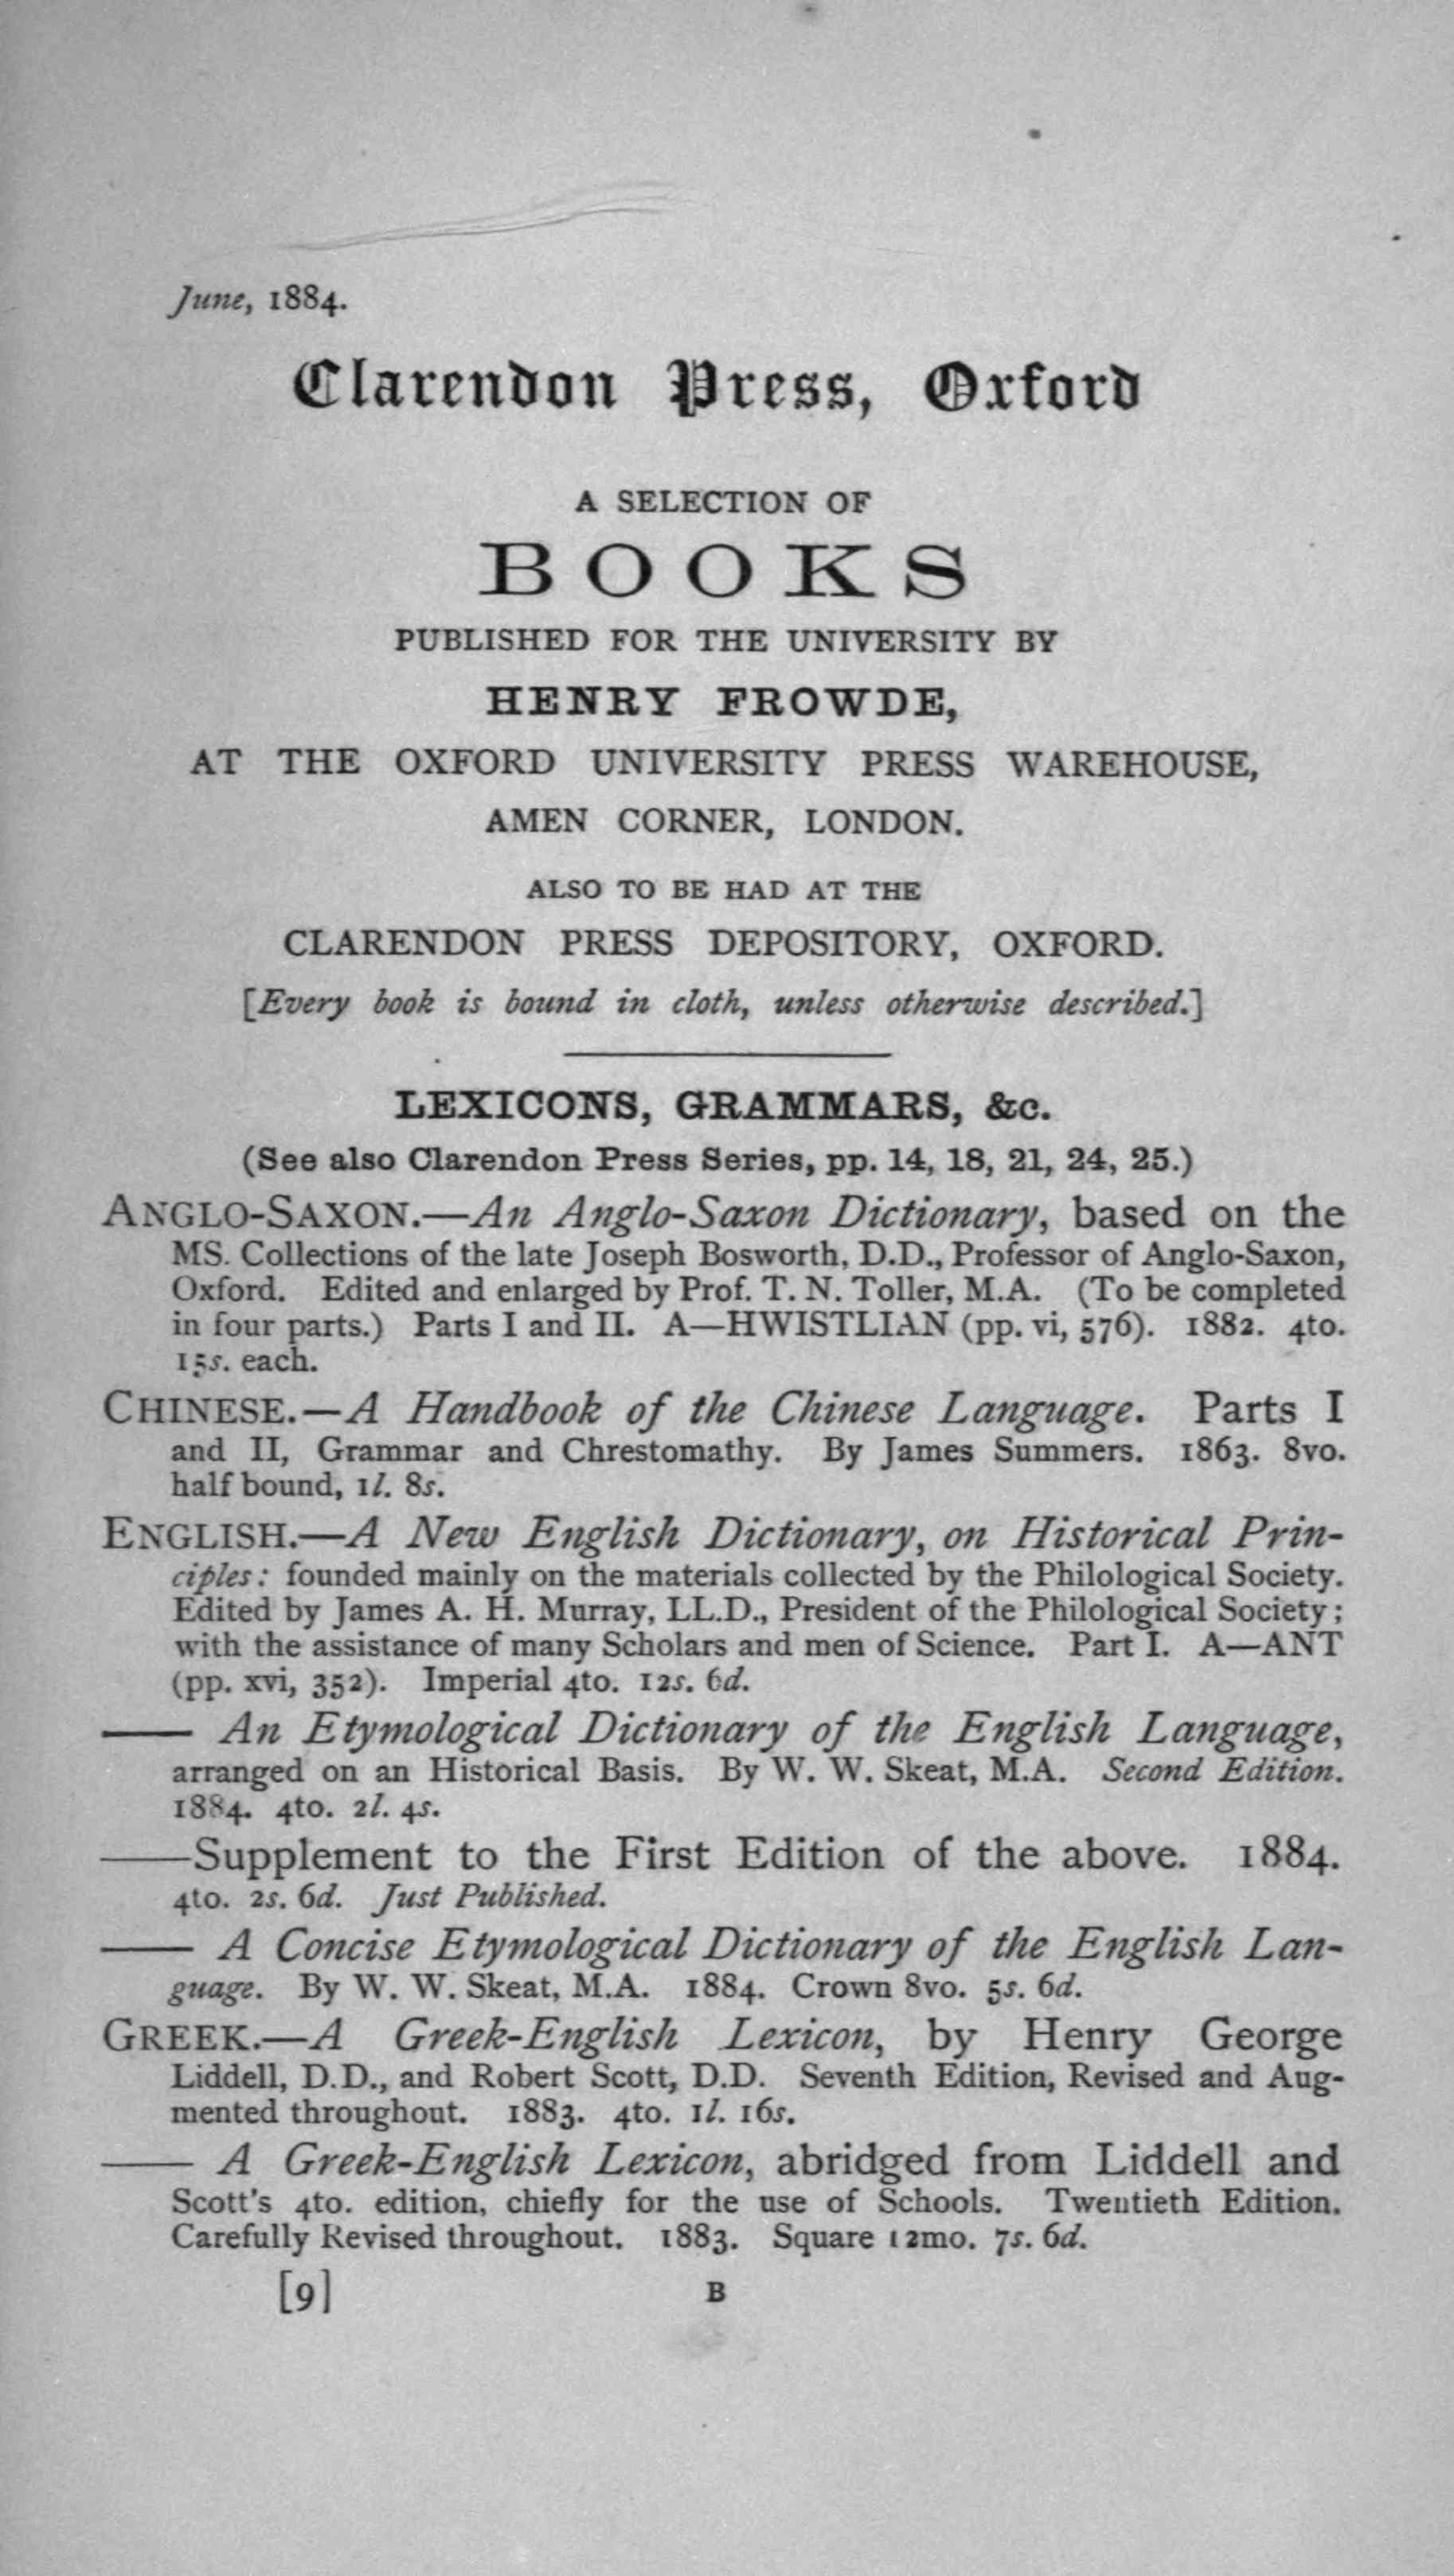 June, 1884.
Clarendon Press, Oxford
A SELECTION OF
BOOKS
PUBLISHED FOR THE UNIVERSITY BY
HENRY FROWDE,
AT THE OXFORD UNIVERSITY PRESS WAREHOUSE,
AMEN CORNER, LONDON.
ALSO TO BE HAD AT THE
CLARENDON PRESS DEPOSITORY, OXFORD.
[Every book is bound in cloth, unless otherwise described.]
LEXICONS, GRAMMARS, &c.
(See also Clarendon Press Series, pp. 14, 18, 21, 24, 25.)
ANGLO-SAXON.—An Anglo-Saxon Dictionary, based on the
MS. Collections of the late Joseph Bosworth, D.D., Professor of Anglo-Saxon,
Oxford. Edited and enlarged by Prof. T. N. Toller, M.A. (To be completed
in four parts.) Parts I and II. A—HWISTLIAN (pp. vi, 576). 1882. 4to.
15s. each.
CHINESE.—A Handbook of the Chinese Language. Parts I
and II, Grammar and Chrestomathy. By James Summers. 1863. 8vo.
half bound, 1l. 8s.
ENGLISH.—A New English Dictionary, on Historical Prin-
ciples: founded mainly on the materials collected by the Philological Society.
Edited by James A. H. Murray, LL.D., President of the Philological Society;
with the assistance of many Scholars and men of Science. Part I. A—ANT
(pp. xvi, 352). Imperial 4to. 12s. 6d.
—— An Etymological Dictionary of the English Language,
arranged on an Historical Basis. By W. W. Skeat, M.A. Second Edition.
1884. 4to. 2l. 4s.
——Supplement to the First Edition of the above. 1884.
4to. 2s. 6d. Just Published.
—— A Concise Etymological Dictionary of the English Lan-
guage. By W. W. Skeat, M.A. 1884. Crown 8vo. 5s. 6d.
GREEK.—A Greek-English Lexicon, by Henry George
Liddell, D.D., and Robert Scott, D.D. Seventh Edition, Revised and Aug-
mented throughout. 1883. 4to. 1l. 16s.
—— A Greek-English Lexicon, abridged from Liddell and
Scott's 4to. edition, chiefly for the use of Schools. Twentieth Edition.
Carefully Revised throughout. 1883. Square 12mo. 7s. 6d.
[9] B